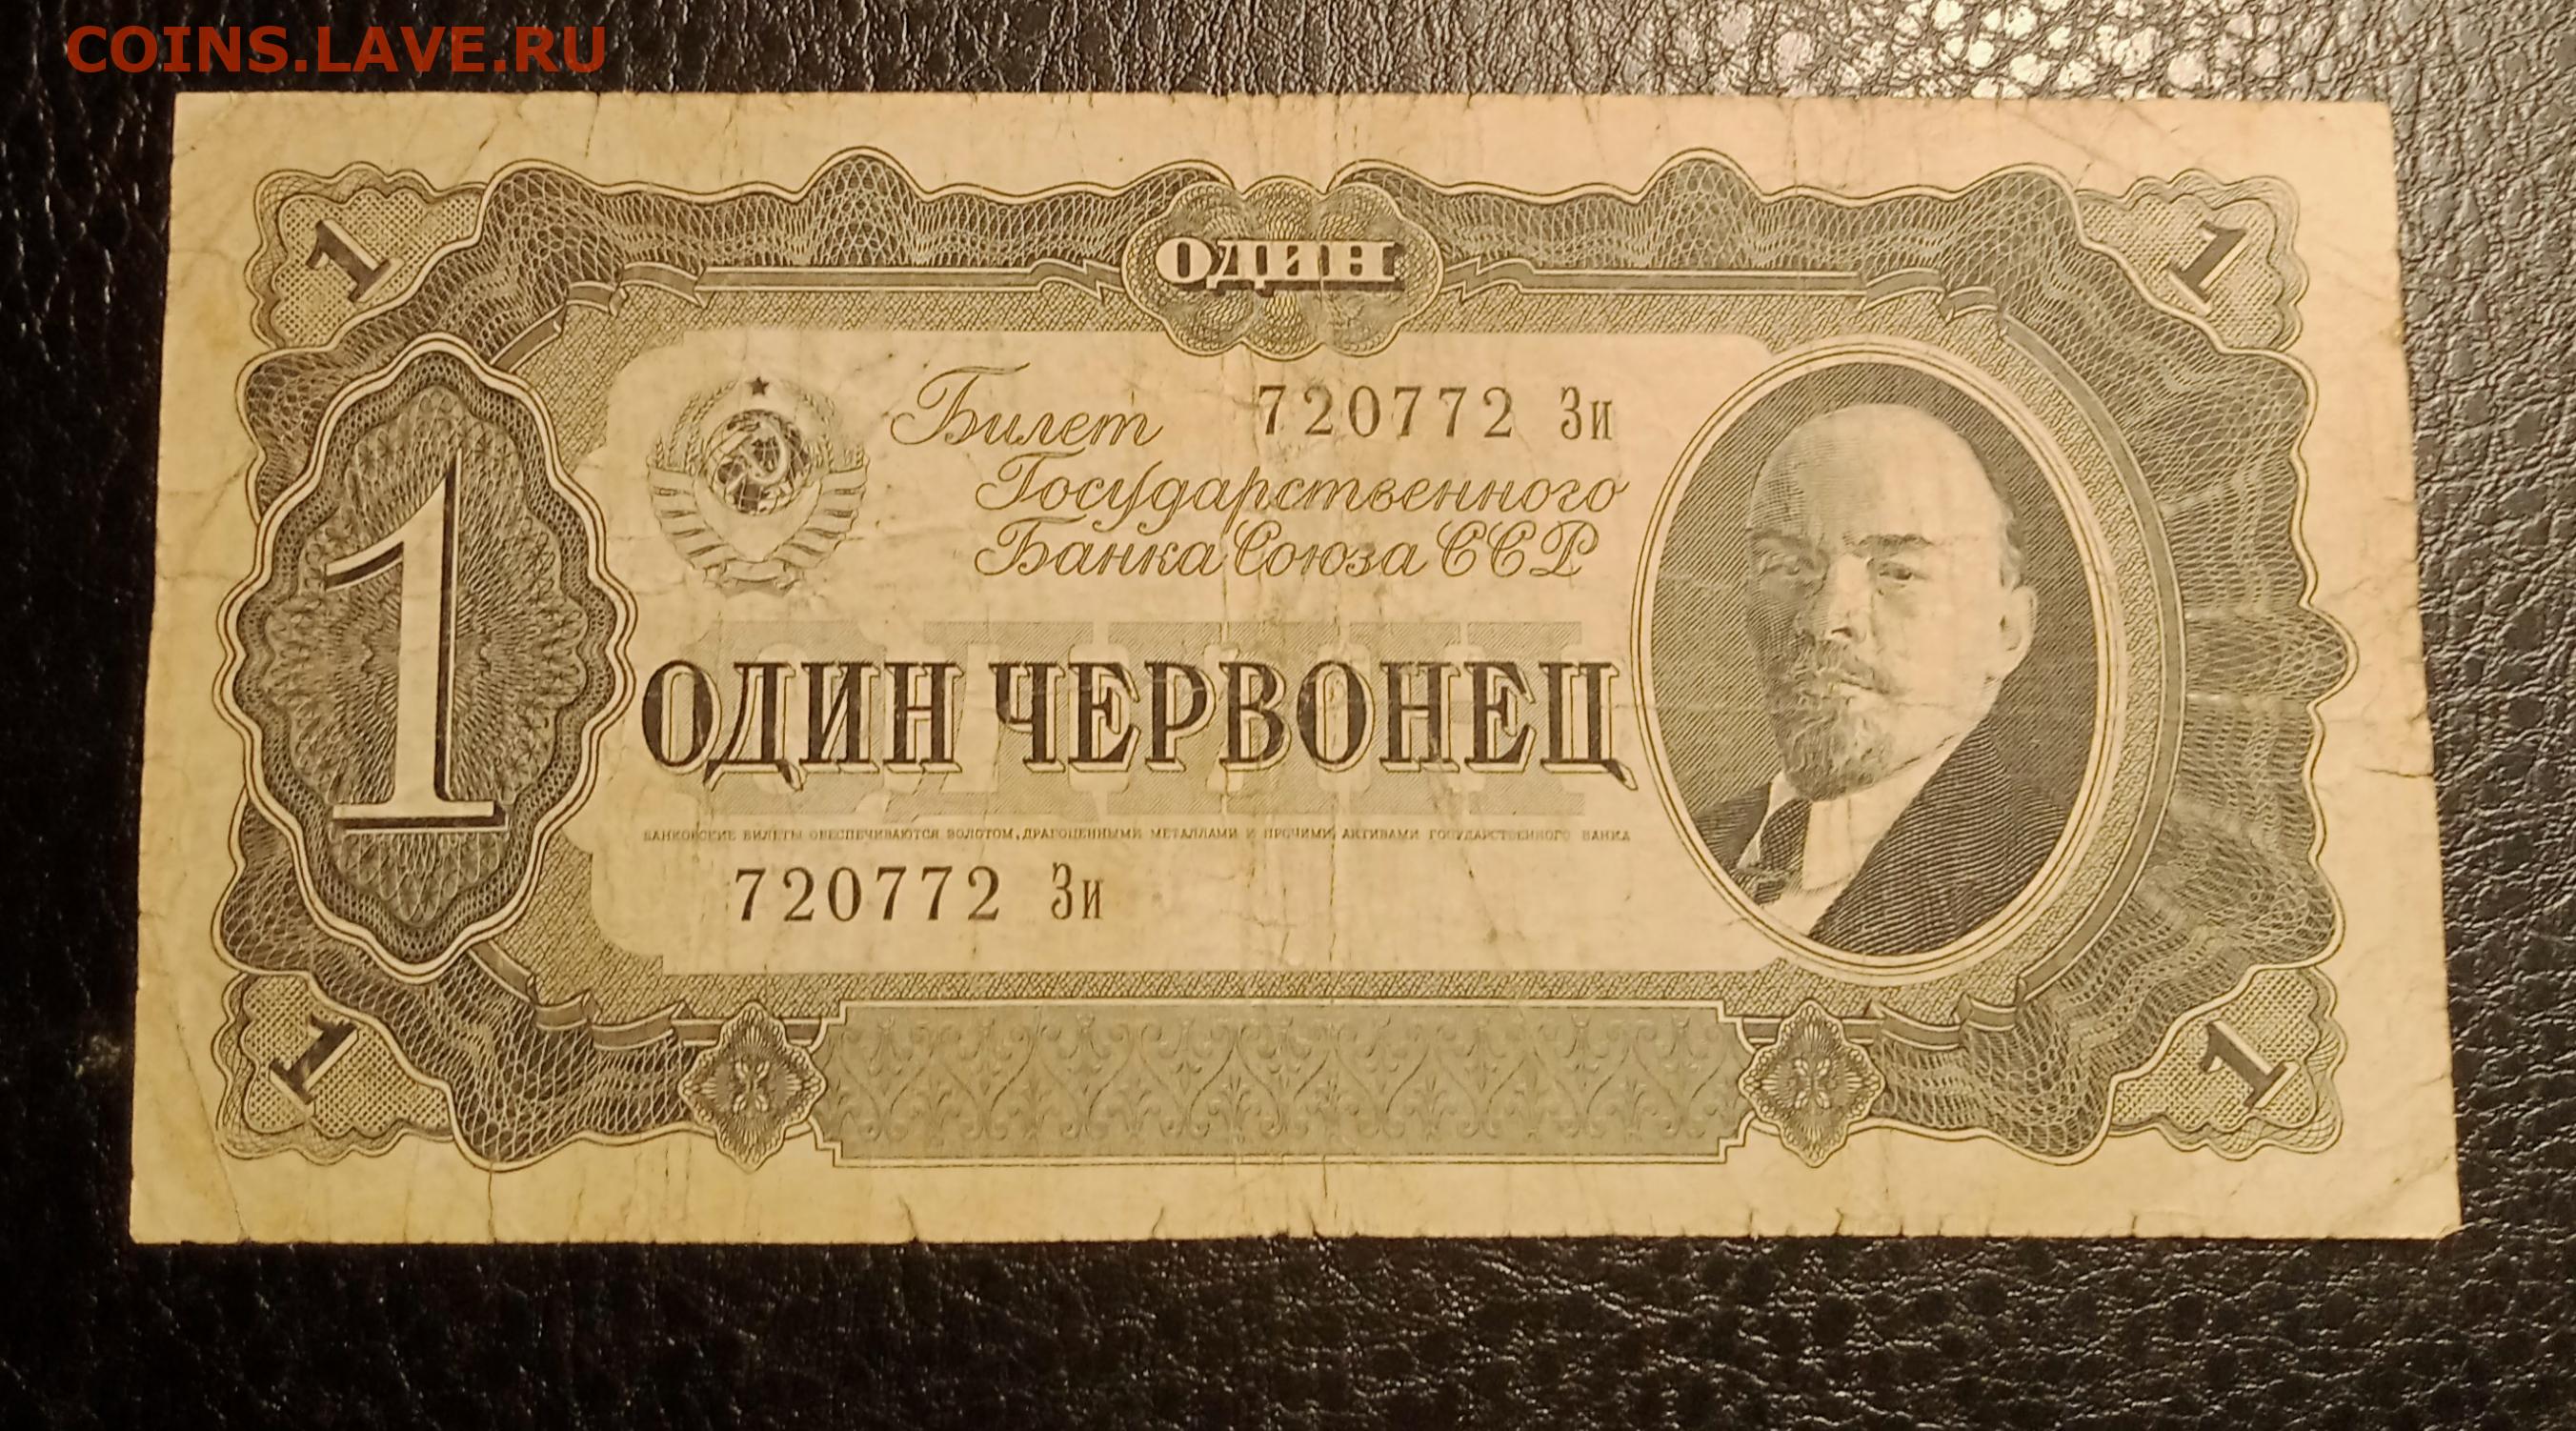 COINS.LAVE.RU
1 ОДИН 1
Билет 720772 Зи
Государственного
Банка Союза ССР
1
ОДИН
ОДИН ЧЕРВОНЕЦ
БАНКОВСКИЕ БИЛЕТЫ ОБЕСПЕЧИВАЮТСЯ ЗОЛОТОМ, ДРАГОЦЕННЫМИ МЕТАЛЛАМИ И ПРОЧИМИ АКТИВАМИ ГОСУДАРСТВЕННОГО БАНКА
720772 Зи
1 1